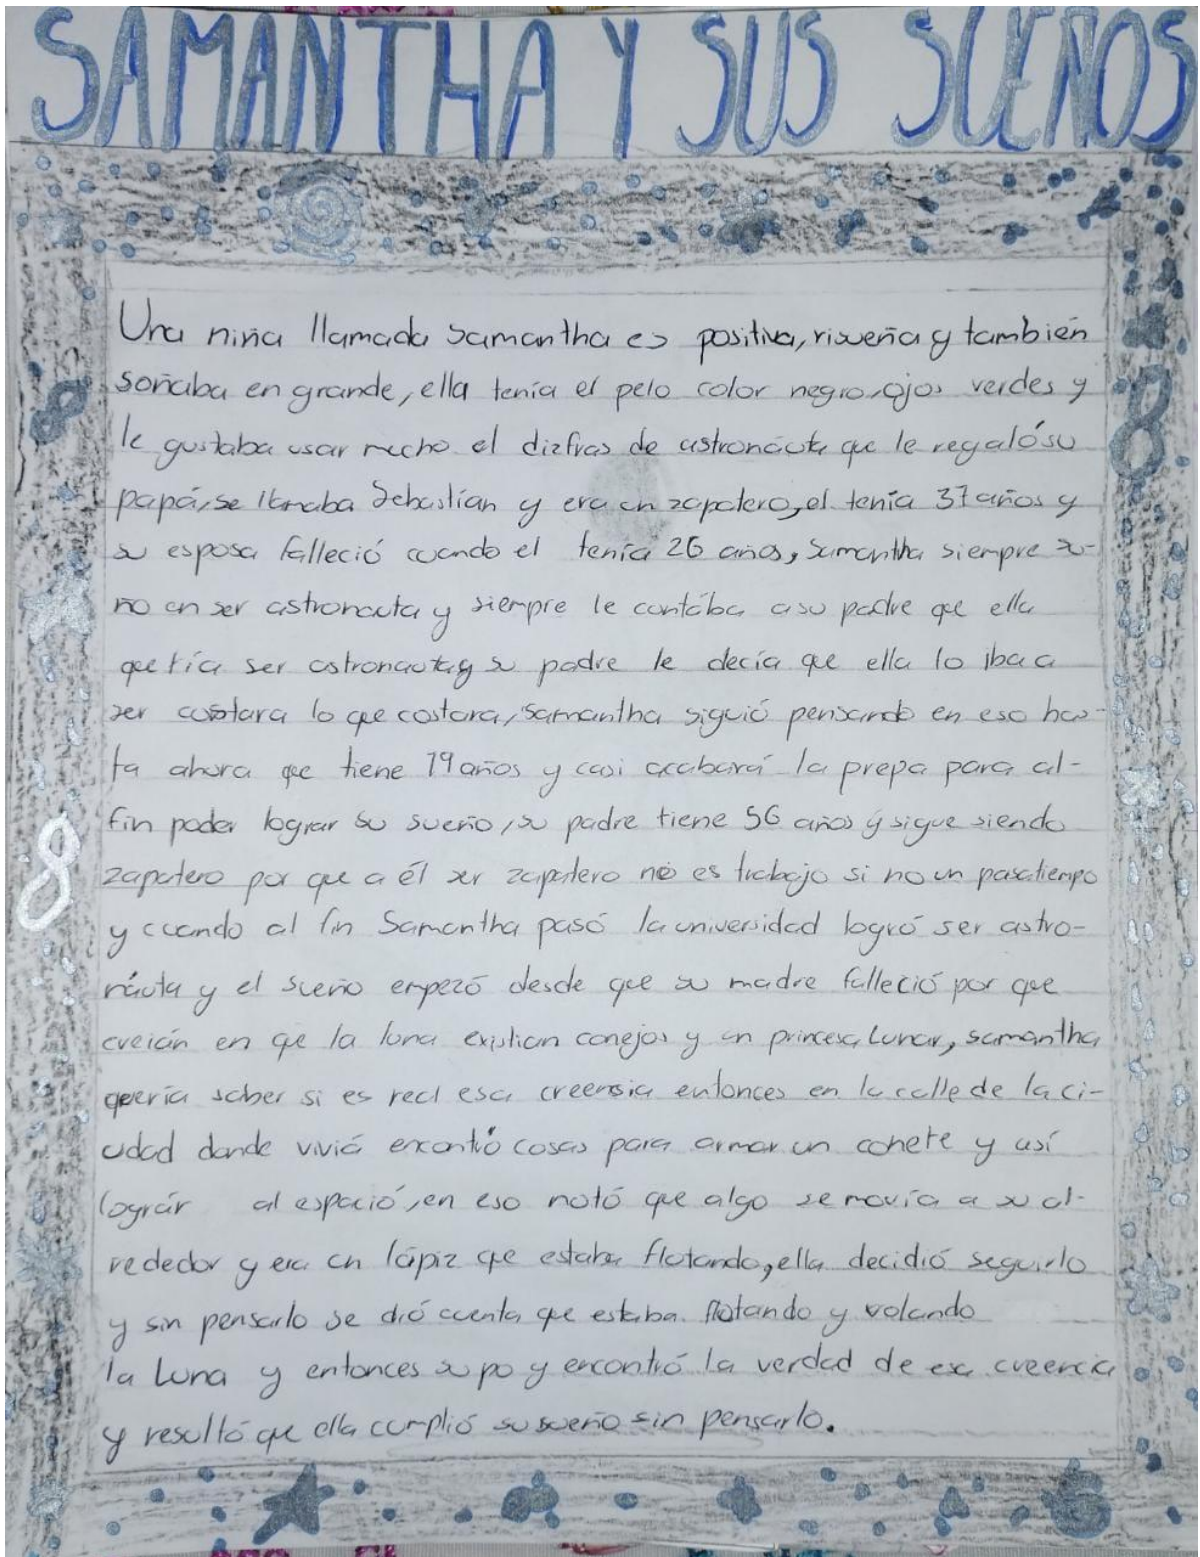 SAMANTHA Y SUS SUEÑOS
Una niña llamada Samantha es positiva, risueña y también
soñaba en grande, ella tenía el pelo color negro, ojos verdes y
le gustaba usar mucho el dizfras de astronáuta que le regaló su
papá, se llamaba Sebastian y era un zapatero, el tenía 37 años y
su esposa falleció cuando el tenía 26 años, Samantha siempre so-
ño en ser astronauta y siempre le contába a su padre que ella
quería ser astronauta y su padre le decía que ella lo iba a
ser costara lo que costara, Samantha siguió pensando en eso has-
ta ahora que tiene 19 años y casi acabará la prepa para al-
fin poder lograr su sueño, su padre tiene 56 años y sigue siendo
zapatero por que a él ser zapatero no es trabajo si no un pasatiempo
y cuando al fin Samantha pasó la universidad logró ser astro-
náuta y el sueño empezó desde que su madre falleció por que
creián en que la luna existian conejos y un princesa Lunar, samantha
quería saber si es real esa creensia entonces en la calle de la ci-
udad donde viviá encontró cosas para armar un cohete y así
lográr al espació, en eso notó que algo se movía a su al-
rededor y era un lápiz que estaba flotando, ella decidió seguirlo
y sin pensarlo se dió cuenta que estaba flotando y volando
la Luna y entonces supo y encontró la verdad de esa creencia
y resultó que ella cumplió su sueño sin pensarlo.